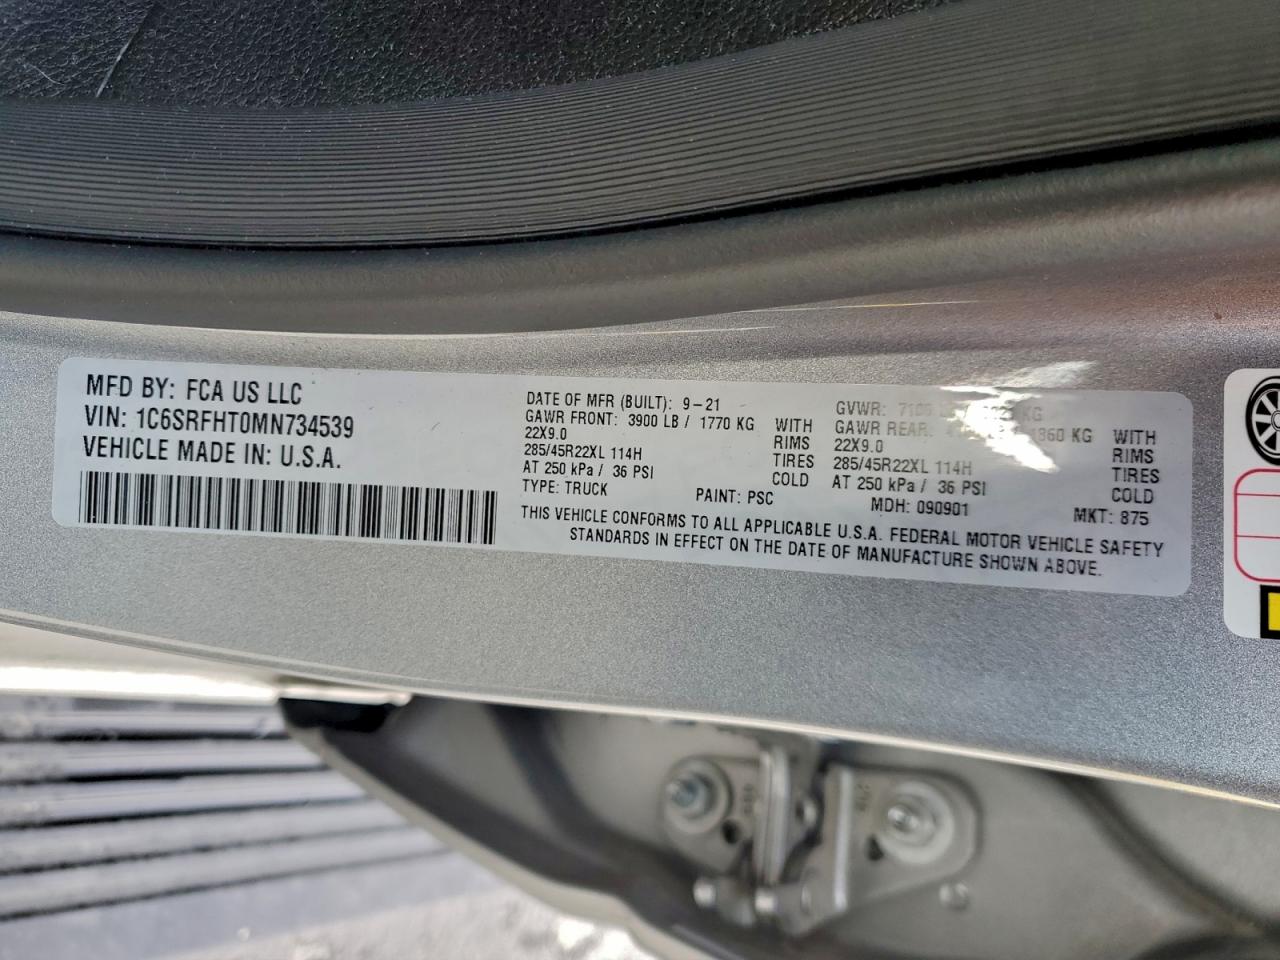 MFD BY: FCA US LLC
VIN: 1C6SRFHT0MN734539
VEHICLE MADE IN: U.S.A.
DATE OF MFR (BUILT): 9-21
GAWR FRONT: 3900 LB / 1770 KG WITH
22X9.0 RIMS
285/45R22XL 114H TIRES
AT 250 kPa / 36 PSI COLD
GVWR: KG
GAWR REAR: 1860 KG WITH
22X9.0 RIMS
285/45R22XL 114H TIRES
AT 250 kPa / 36 PSI COLD
TYPE: TRUCK PAINT: PSC MDH: 090901 MKT: 875
THIS VEHICLE CONFORMS TO ALL APPLICABLE U.S.A. FEDERAL MOTOR VEHICLE SAFETY
STANDARDS IN EFFECT ON THE DATE OF MANUFACTURE SHOWN ABOVE.